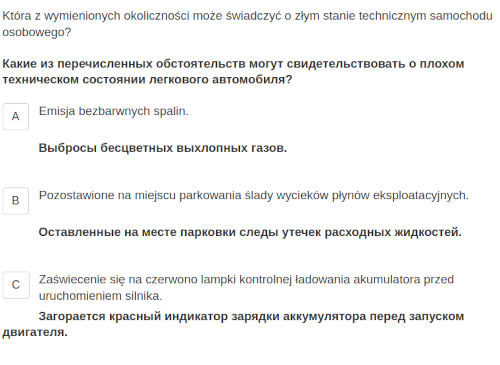 Która z wymienionych okoliczności może świadczyć o złym stanie technicznym samochodu
osobowego?
Какие из перечисленных обстоятельств могут свидетельствовать о плохом
техническом состоянии легкового автомобиля?
A
Emisja bezbarwnych spalin.
Выбросы бесцветных выхлопных газов.
B
Pozostawione na miejscu parkowania ślady wycieków płynów eksploatacyjnych.
Оставленные на месте парковки следы утечек расходных жидкостей.
C
Zaświecenie się na czerwono lampki kontrolnej ładowania akumulatora przed
uruchomieniem silnika.
Загорается красный индикатор зарядки аккумулятора перед запуском
двигателя.